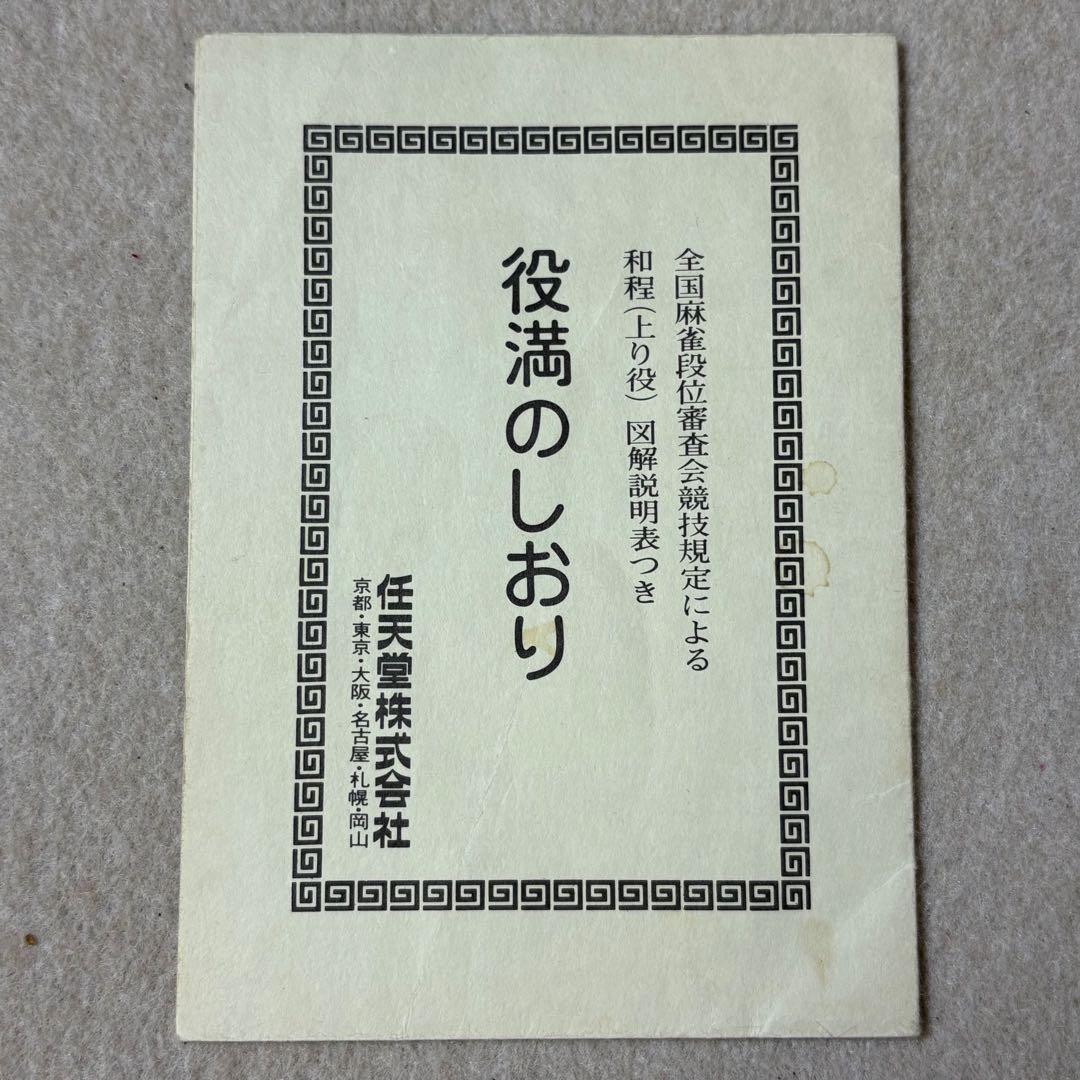 全国麻雀段位審査会競技規定による
和程（上り役）図解説明表つき
役満のしおり
任天堂株式会社
京都・東京・大阪・名古屋・札幌・岡山